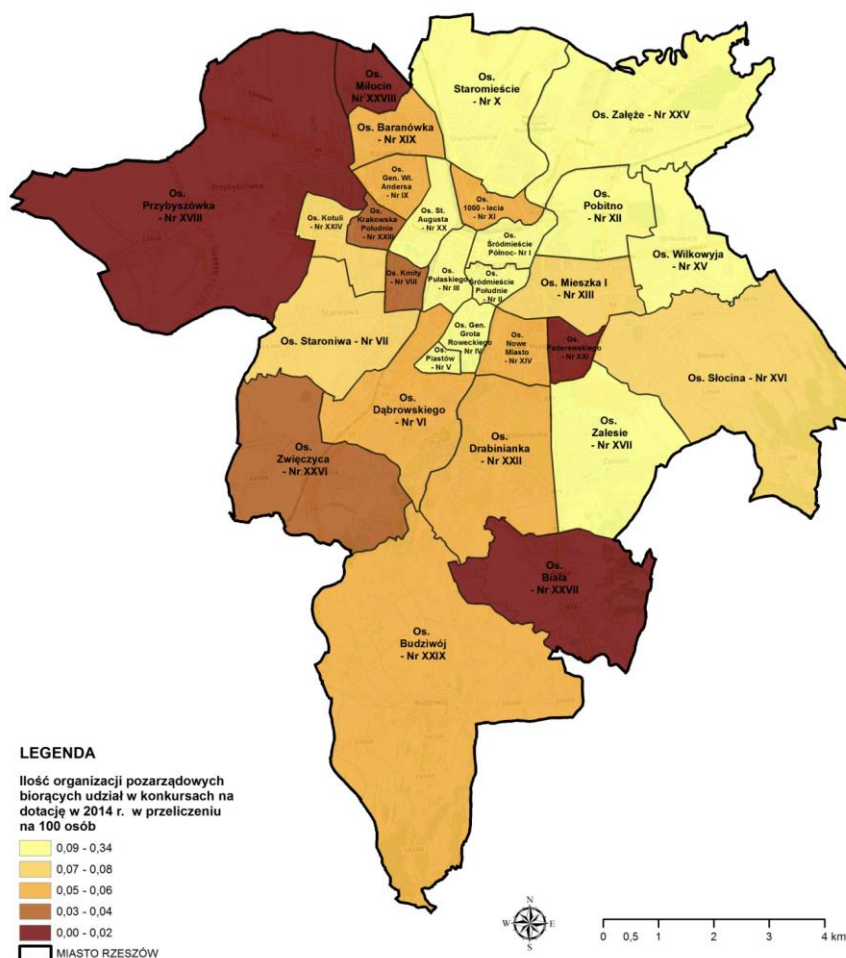 Os.
Miłocin
Nr XXVIII
Os.
Staromieście
- Nr X
Os. Załęże - Nr XXV
Os. Baranówka
- Nr XIX
Os.
Gen. Wł.
Andersa
- Nr IX
Os.
1000 - lecia
- Nr XI
Os.
Przybyszówka
- Nr XVIII
Os.
Pobitno
- Nr XII
Os. Kotuli
- Nr XXIV
Os.
Krakowska
Południe
- Nr XXIII
Os. St.
Augusta
- Nr XX
Os.
Śródmieście
Północ- Nr I
Os. Wilkowyja
- Nr XV
Os. Kmity
- Nr VIII
Os.
Pułaskiego
- Nr III
Os.
Śródmieście
Południe
- Nr II
Os. Mieszka I
- Nr XIII
Os. Staroniwa - Nr VII
Os. Gen.
Grota
Roweckiego
- Nr IV
Os.
Piastów
- Nr V
Os.
Nowe
Miasto
- Nr XIV
Os.
Paderewskiego
- Nr XXI
Os. Słocina - Nr XVI
Os.
Dąbrowskiego
- Nr VI
Os.
Drabinianka
- Nr XXII
Os.
Zalesie
- Nr XVII
Os.
Zwięczyca
- Nr XXVI
Os.
Biała
- Nr XXVII
Os.
Budziwój
- Nr XXIX
LEGENDA
Ilość organizacji pozarządowych
biorących udział w konkursach na
dotację w 2014 r. w przeliczeniu
na 100 osób
0,09 - 0,34
0,07 - 0,08
0,05 - 0,06
0,03 - 0,04
0,00 - 0,02
MIASTO RZESZÓW
N
W E
S
0 0,5 1 2 3 4 km